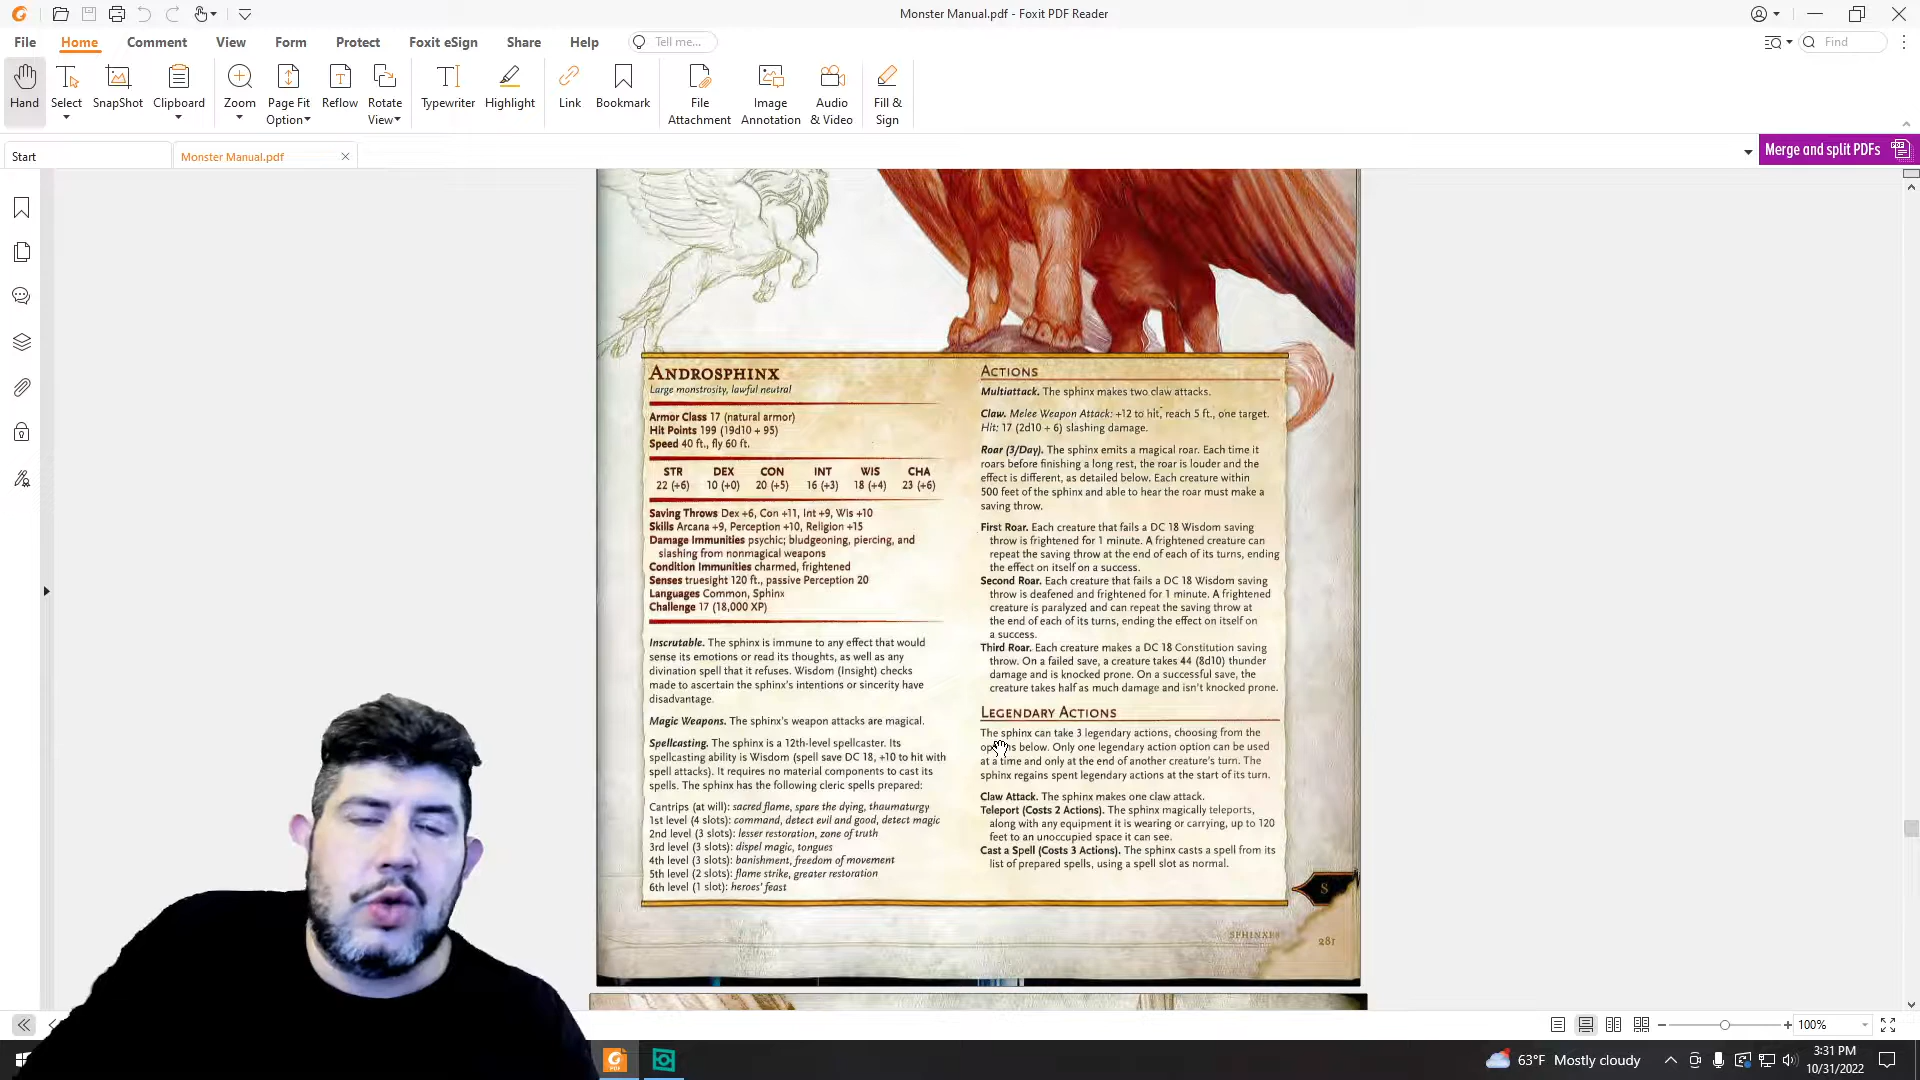 Monster Manual.pdf - Foxit PDF Reader
File Home Comment View Form Protect Foxit eSign Share Help Tell me... Find
Hand Select SnapShot Clipboard Zoom Page Fit Option Reflow Rotate View Typewriter Highlight Link Bookmark File Attachment Image Annotation Audio & Video Fill & Sign
Start Monster Manual.pdf Merge and split PDFs
ANDROSPHINX
Large monstrosity, lawful neutral
Armor Class 17 (natural armor)
Hit Points 199 (19d10 + 95)
Speed 40 ft., fly 60 ft.
STR DEX CON INT WIS CHA
22 (+6) 10 (+0) 20 (+5) 16 (+3) 18 (+4) 23 (+6)
Saving Throws Dex +6, Con +11, Int +9, Wis +10
Skills Arcana +9, Perception +10, Religion +15
Damage Immunities psychic; bludgeoning, piercing, and
slashing from nonmagical weapons
Condition Immunities charmed, frightened
Senses truesight 120 ft., passive Perception 20
Languages Common, Sphinx
Challenge 17 (18,000 XP)
Inscrutable. The sphinx is immune to any effect that would
sense its emotions or read its thoughts, as well as any
divination spell that it refuses. Wisdom (Insight) checks
made to ascertain the sphinx's intentions or sincerity have
disadvantage.
Magic Weapons. The sphinx's weapon attacks are magical.
Spellcasting. The sphinx is a 12th-level spellcaster. Its
spellcasting ability is Wisdom (spell save DC 18, +10 to hit with
spell attacks). It requires no material components to cast its
spells. The sphinx has the following cleric spells prepared:
Cantrips (at will): sacred flame, spare the dying, thaumaturgy
1st level (4 slots): command, detect evil and good, detect magic
2nd level (3 slots): lesser restoration, zone of truth
3rd level (3 slots): dispel magic, tongues
4th level (3 slots): banishment, freedom of movement
5th level (2 slots): flame strike, greater restoration
6th level (1 slot): heroes' feast
ACTIONS
Multiattack. The sphinx makes two claw attacks.
Claw. Melee Weapon Attack: +12 to hit, reach 5 ft., one target.
Hit: 17 (2d10 + 6) slashing damage.
Roar (3/Day). The sphinx emits a magical roar. Each time it
roars before finishing a long rest, the roar is louder and the
effect is different, as detailed below. Each creature within
500 feet of the sphinx and able to hear the roar must make a
saving throw.
First Roar. Each creature that fails a DC 18 Wisdom saving
throw is frightened for 1 minute. A frightened creature can
repeat the saving throw at the end of each of its turns, ending
the effect on itself on a success.
Second Roar. Each creature that fails a DC 18 Wisdom saving
throw is deafened and frightened for 1 minute. A frightened
creature is paralyzed and can repeat the saving throw at
the end of each of its turns, ending the effect on itself on
a success.
Third Roar. Each creature makes a DC 18 Constitution saving
throw. On a failed save, a creature takes 44 (8d10) thunder
damage and is knocked prone. On a successful save, the
creature takes half as much damage and isn't knocked prone.
LEGENDARY ACTIONS
The sphinx can take 3 legendary actions, choosing from the
options below. Only one legendary action option can be used
at a time and only at the end of another creature's turn. The
sphinx regains spent legendary actions at the start of its turn.
Claw Attack. The sphinx makes one claw attack.
Teleport (Costs 2 Actions). The sphinx magically teleports,
along with any equipment it is wearing or carrying, up to 120
feet to an unoccupied space it can see.
Cast a Spell (Costs 3 Actions). The sphinx casts a spell from its
list of prepared spells, using a spell slot as normal.
S
SPHINXES
281
100%
63°F Mostly cloudy
3:31 PM
10/31/2022